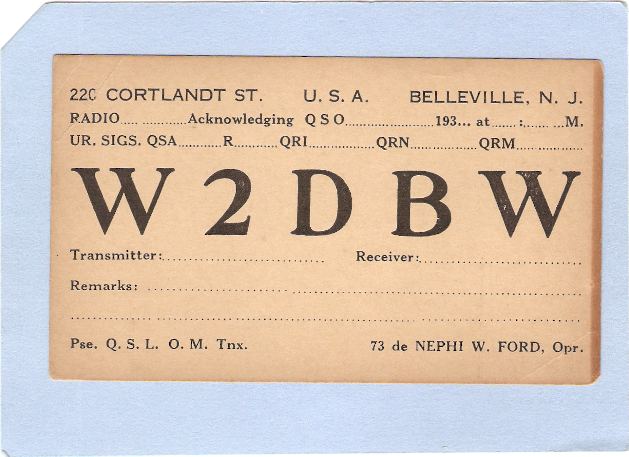 220 CORTLANDT ST. U. S. A. BELLEVILLE, N. J.
RADIO.... ........Acknowledging Q S O......................193... at .....:...... ...M.
UR. SIGS. QSA..........R..........QRI...............QRN...............QRM..... ..........
W 2 D B W
Transmitter:...................................... Receiver:......................................
Remarks: ....................................................................................
....................................................................................................
Pse. Q. S. L. O. M. Tnx. 73 de NEPHI W. FORD, Opr.